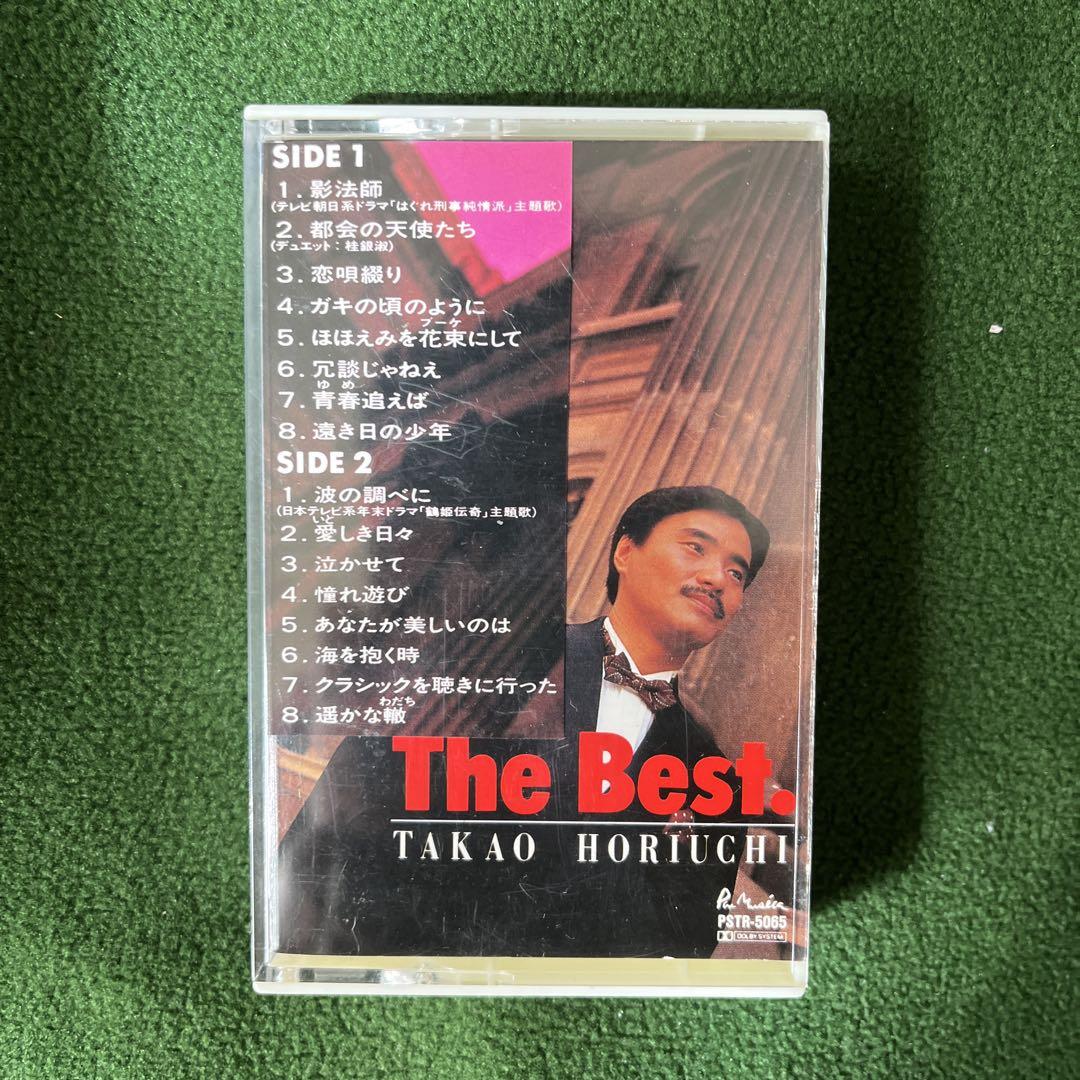 SIDE 1
1. 影法師
(テレビ朝日系ドラマ「はぐれ刑事純情派」主題歌)
2. 都会の天使たち
(デュエット：桂銀淑)
3. 恋唄綴り
4. ガキの頃のように
ブーケ
5. ほほえみを花束にして
6. 冗談じゃねえ
ゆめ
7. 青春追えば
8. 遠き日の少年
SIDE 2
1. 波の調べに
(日本テレビ系年末ドラマ「鶴姫伝奇」主題歌)
いと
2. 愛しき日々
3. 泣かせて
4. 憧れ遊び
5. あなたが美しいのは
6. 海を抱く時
7. クラシックを聴きに行った
わだち
8. 遥かな轍
The Best.
TAKAO HORIUCHI
Pan Musica
PSTR-5065
DOLBY SYSTEM